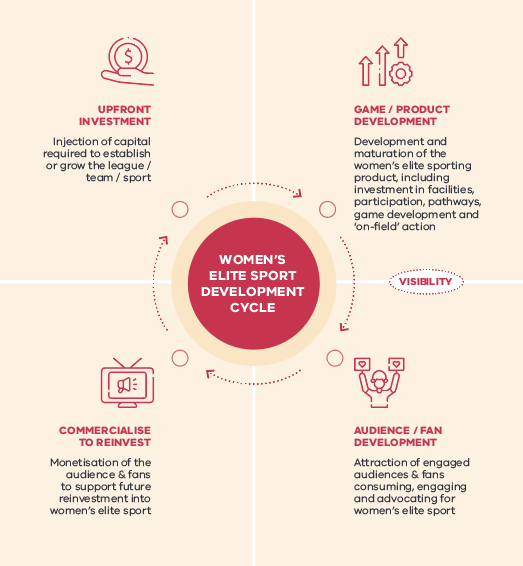 $
UPFRONT
INVESTMENT
Injection of capital
required to establish
or grow the league /
team / sport
GAME / PRODUCT
DEVELOPMENT
Development and
maturation of the
women's elite sporting
product, including
investment in facilities,
participation, pathways,
game development and
'on-field' action
WOMEN'S
ELITE SPORT
DEVELOPMENT
CYCLE
VISIBILITY
COMMERCIALISE
TO REINVEST
Monetisation of the
audience & fans
to support future
reinvestment into
women's elite sport
AUDIENCE / FAN
DEVELOPMENT
Attraction of engaged
audiences & fans
consuming, engaging
and advocating for
women's elite sport